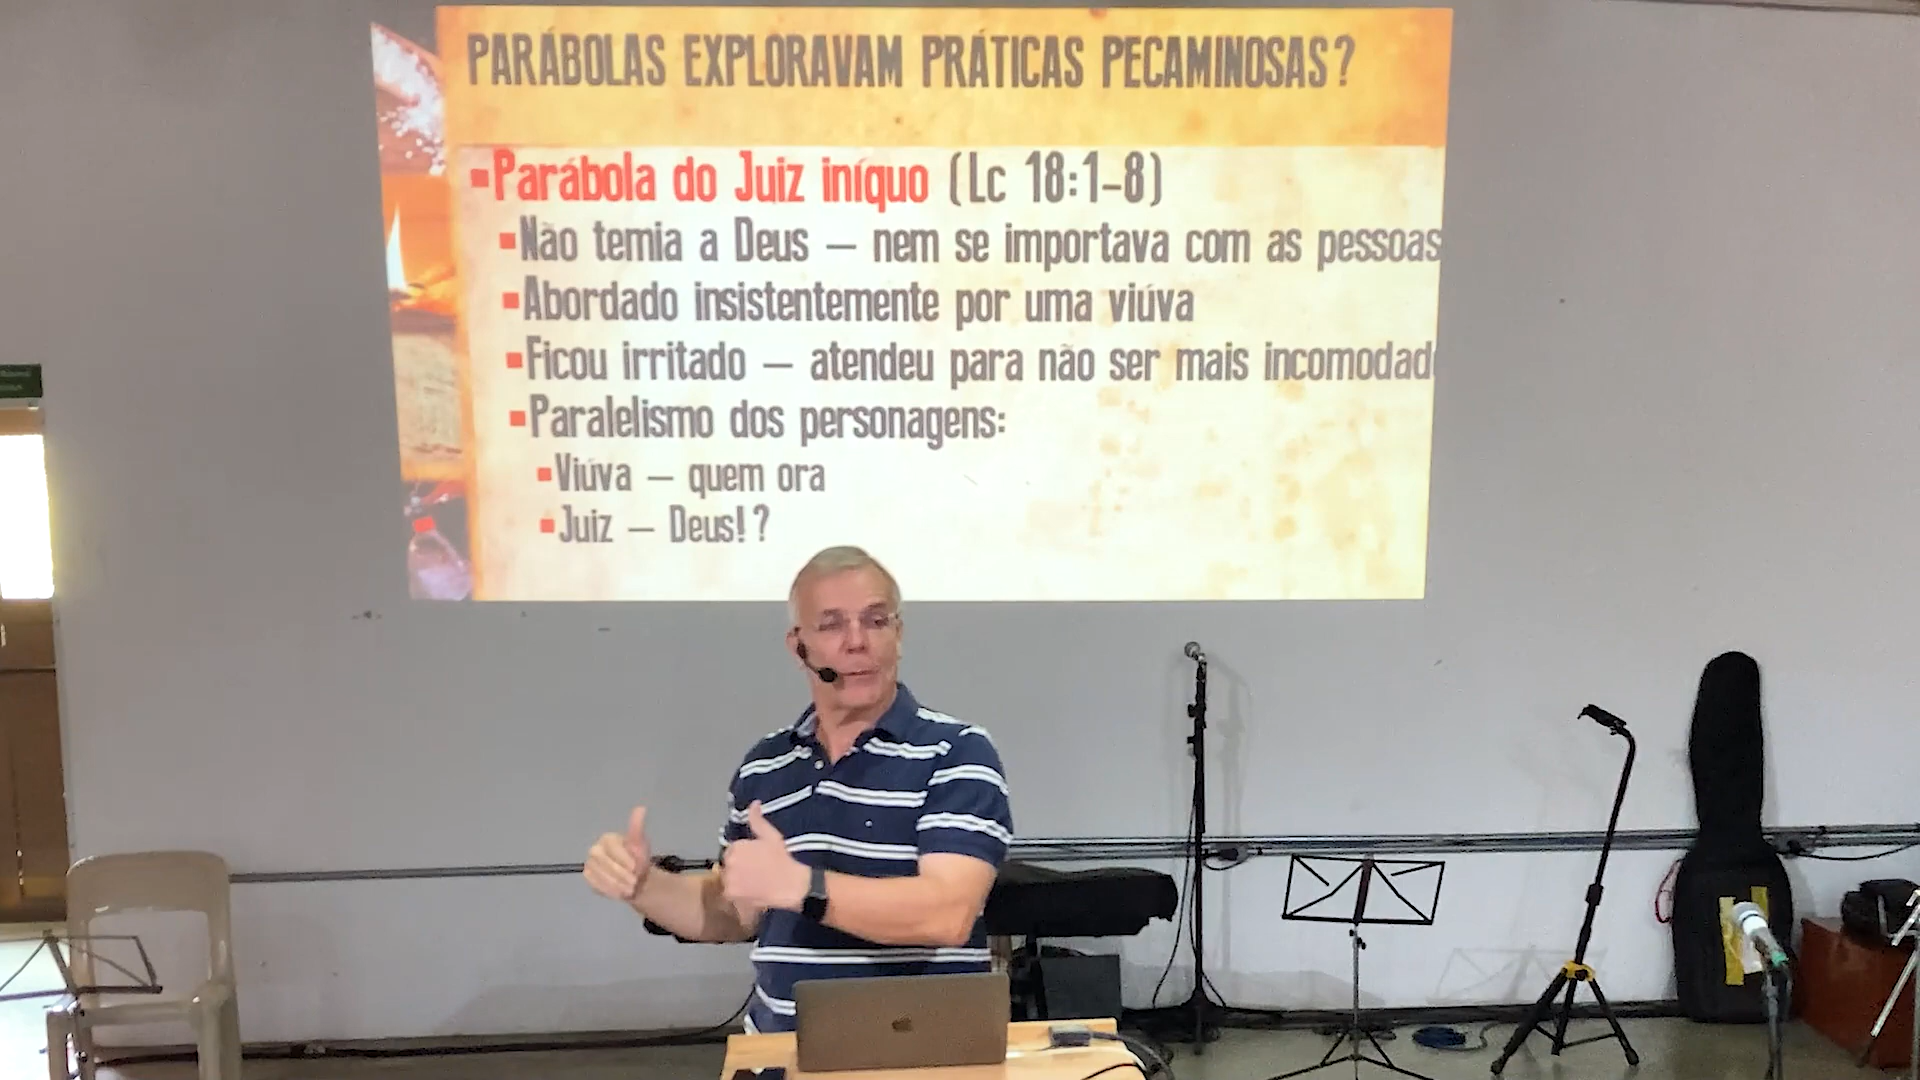 PARÁBOLAS EXPLORAVAM PRÁTICAS PECAMINOSAS?
▪Parábola do Juiz iníquo (Lc 18:1-8)
▪Não temia a Deus – nem se importava com as pessoas
▪Abordado insistentemente por uma viúva
▪Ficou irritado – atendeu para não ser mais incomodad
▪Paralelismo dos personagens:
▪Viúva – quem ora
▪Juiz – Deus!?